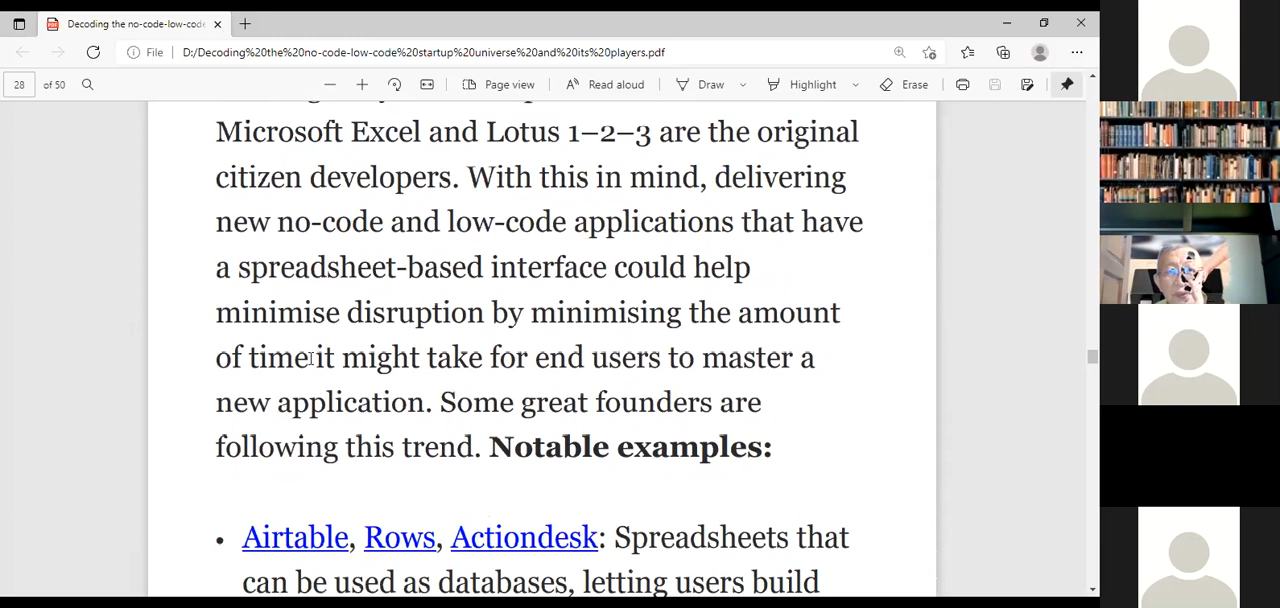 Decoding the no-code-low-code
File
D:/Decoding%20the%20no-code-low-code%20startup%20universe%20and%20its%20players.pdf
28 of 50
Page view
Read aloud
Draw
Highlight
Erase
Microsoft Excel and Lotus 1–2–3 are the original
citizen developers. With this in mind, delivering
new no-code and low-code applications that have
a spreadsheet-based interface could help
minimise disruption by minimising the amount
of time it might take for end users to master a
new application. Some great founders are
following this trend. Notable examples:
• Airtable, Rows, Actiondesk: Spreadsheets that
can be used as databases, letting users build